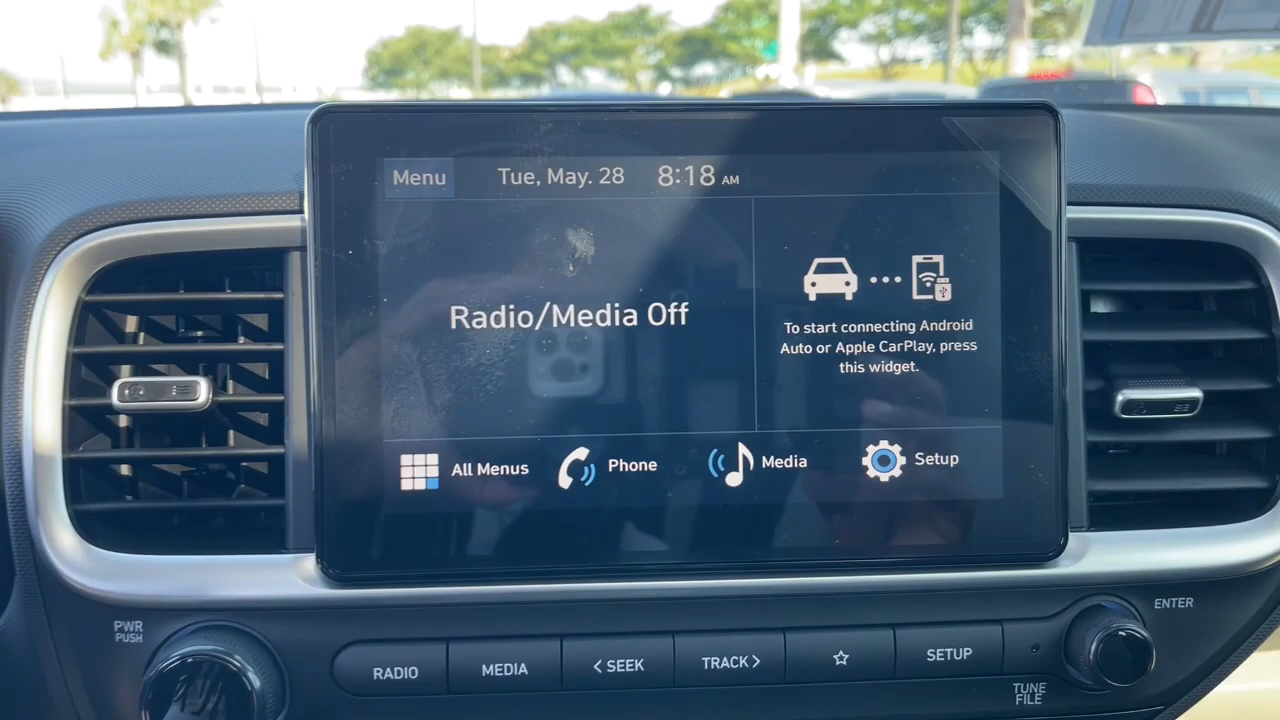 Menu Tue, May. 28 8:18 AM
Radio/Media Off
To start connecting Android
Auto or Apple CarPlay, press
this widget.
All Menus Phone Media Setup
PWR
PUSH
ENTER
RADIO MEDIA < SEEK TRACK > ☆ SETUP
TUNE
FILE